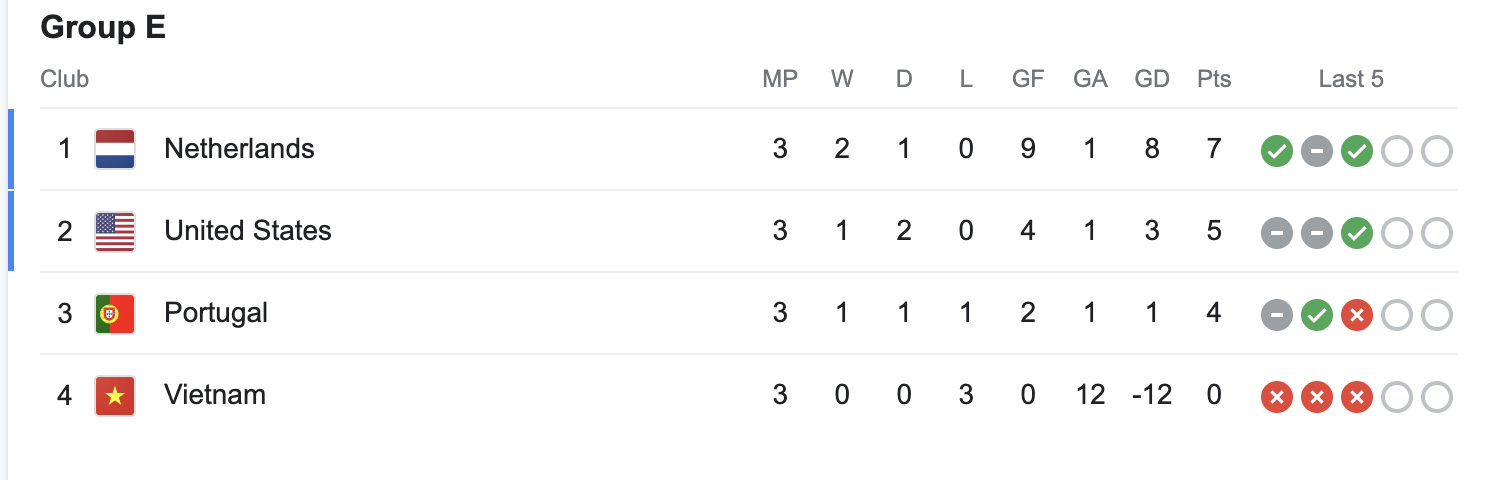 Group E
Club MP W D L GF GA GD Pts Last 5
1 Netherlands 3 2 1 0 9 1 8 7
2 United States 3 1 2 0 4 1 3 5
3 Portugal 3 1 1 1 2 1 1 4
4 Vietnam 3 0 0 3 0 12 -12 0